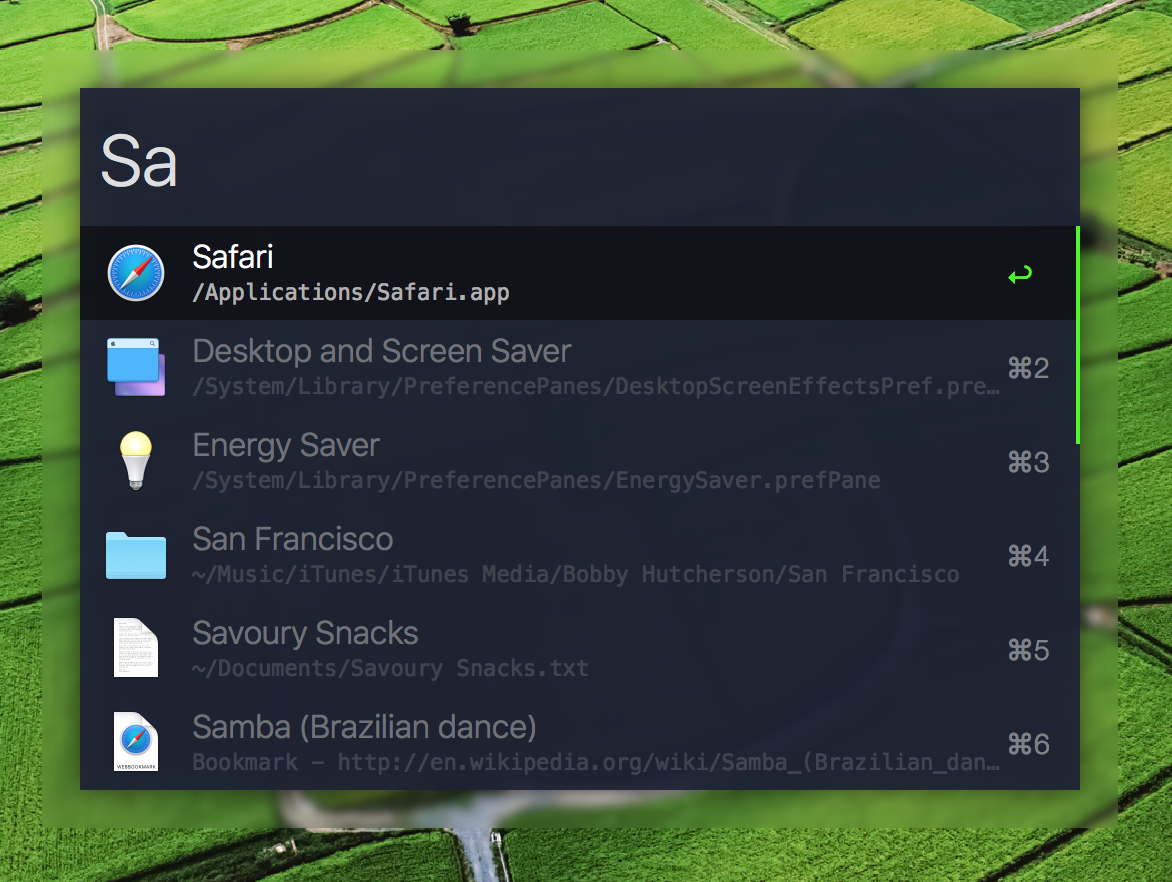 Sa
Safari
/Applications/Safari.app
Desktop and Screen Saver
/System/Library/PreferencePanes/DesktopScreenEffectsPref.pre…
⌘2
Energy Saver
/System/Library/PreferencePanes/EnergySaver.prefPane
⌘3
San Francisco
~/Music/iTunes/iTunes Media/Bobby Hutcherson/San Francisco
⌘4
Savoury Snacks
~/Documents/Savoury Snacks.txt
⌘5
Samba (Brazilian dance)
Bookmark – http://en.wikipedia.org/wiki/Samba_(Brazilian_dan…
⌘6
WEBBOOKMARK